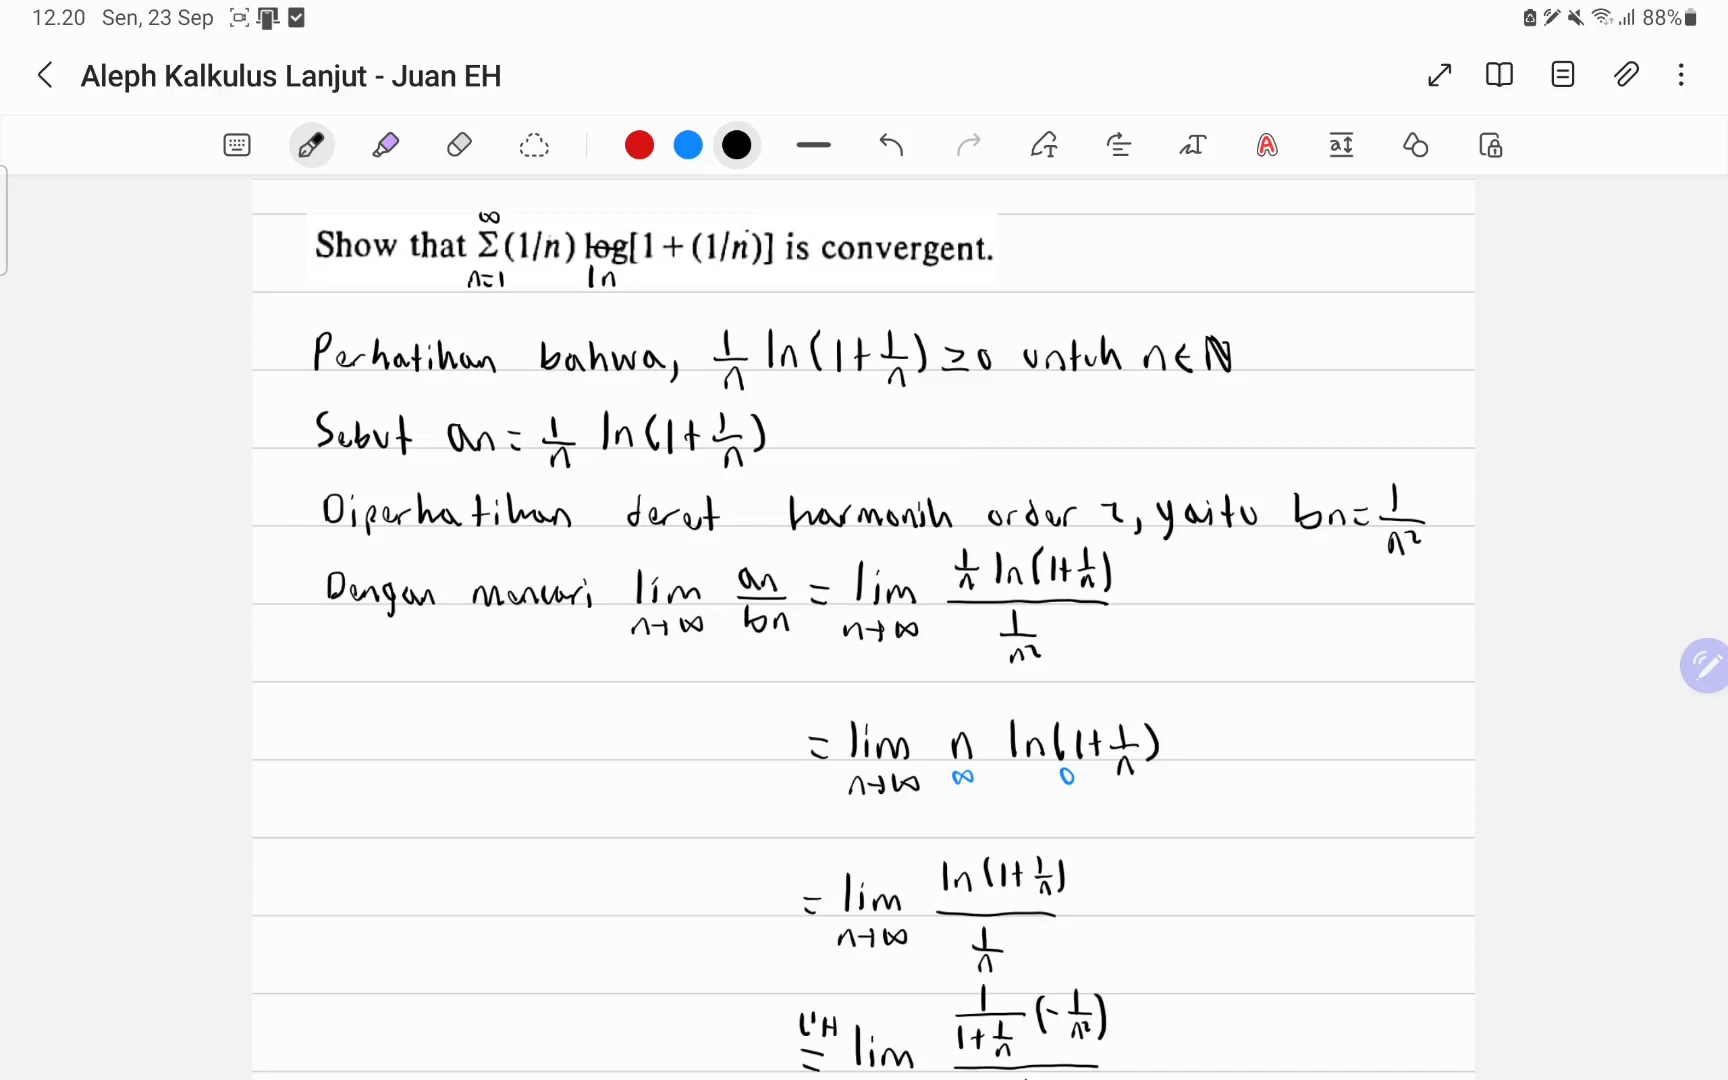 12.20 Sen, 23 Sep 88%
Aleph Kalkulus Lanjut - Juan EH
Show that ∞Σn=1 (1/n) log ln [1 + (1/n)] is convergent.
Perhatikan bahwa, 1/n ln(1+1/n) ≥ 0 untuk n ∈ ℕ
Sebut an = 1/n ln(1+1/n)
Diperhatikan deret harmonik order 2, yaitu bn = 1/n²
Dengan mencari lim n→∞ an/bn = lim n→∞ (1/n ln(1+1/n))/(1/n²)
= lim n→∞ n ln(1+1/n)
∞ 0
= lim n→∞ ln(1+1/n)/(1/n)
L'H = lim 1/(1+1/n) (-1/n²)